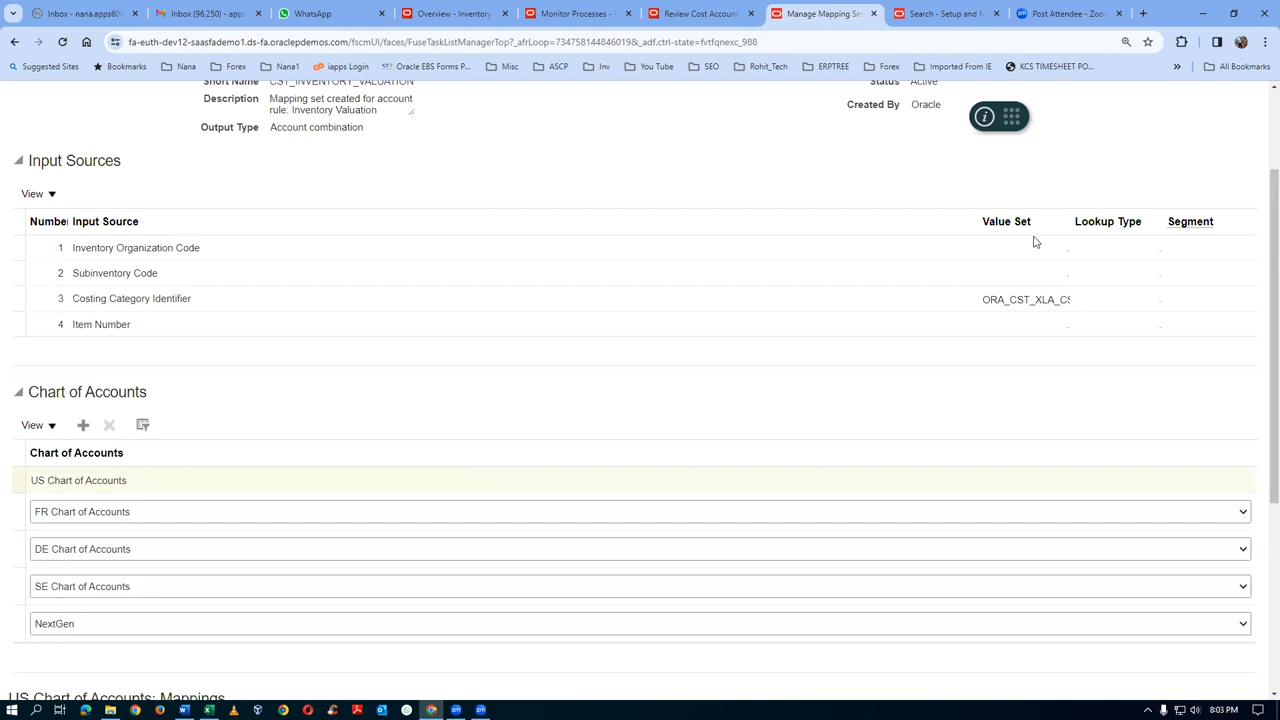 Inbox - nana.apps60
Inbox (96,250) - apps
WhatsApp
Overview - Inventory
Monitor Processes - S
Review Cost Account
Manage Mapping Se
Search - Setup and M
Post Attendee - Zoo
fa-euth-dev12-saasfademo1.ds-fa.oraclepdemos.com/fscmUI/faces/FuseTaskListManagerTop?_afrLoop=734758144846019&_adf.ctrl-state=fvtfqnexc_988
Suggested Sites
Bookmarks
Nana
Forex
Nana1
iapps Login
Oracle EBS Forms P...
Misc
ASCP
Inv
You Tube
SEO
Rohit_Tech
ERPTREE
Forex
Imported From IE
KCS TIMESHEET PO...
»
All Bookmarks
Short Name CST_INVENTORY_VALUATION
Status Active
Description Mapping set created for account
rule: Inventory Valuation
Created By Oracle
Output Type Account combination
Input Sources
View
Number Input Source Value Set Lookup Type Segment
1 Inventory Organization Code
2 Subinventory Code
3 Costing Category Identifier ORA_CST_XLA_CS
4 Item Number
Chart of Accounts
View
Chart of Accounts
US Chart of Accounts
FR Chart of Accounts
DE Chart of Accounts
SE Chart of Accounts
NextGen
US Chart of Accounts: Mappings
8:03 PM